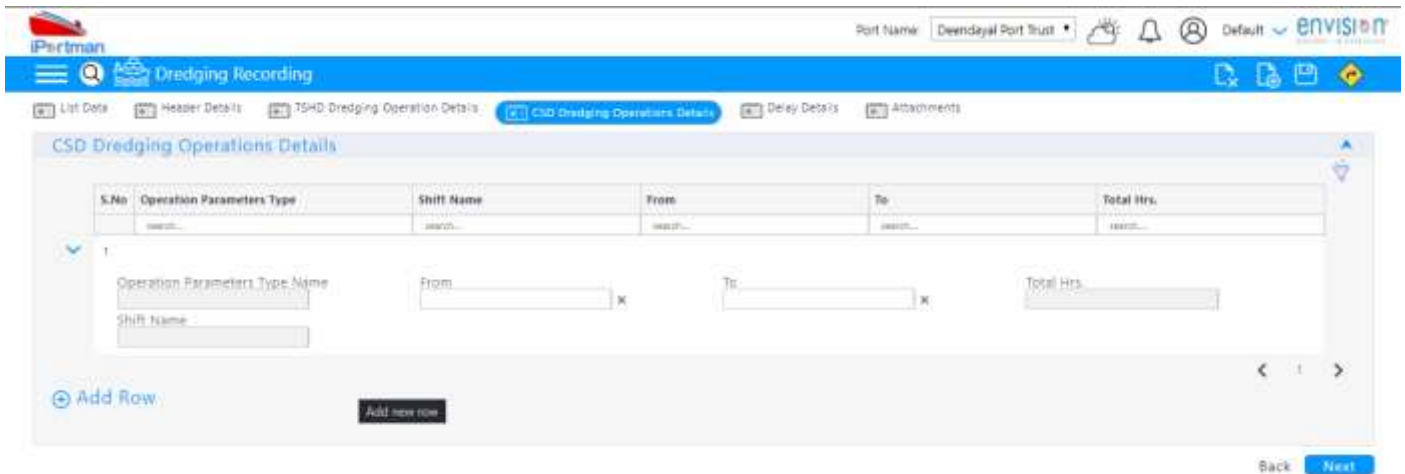 Port Name Deendayal Port Trust Default envision
iPortman
Dredging Recording
List Data Header Details TSHD Dredging Operation Details CSD Dredging Operations Details Delay Details Attachments
CSD Dredging Operations Details
S.No Operation Parameters Type Shift Name From To Total Hrs.
search... search... search... search... search...
1
Operation Parameters Type Name From To Total Hrs.
Shift Name
1
Add Row
Add new row
Back Next